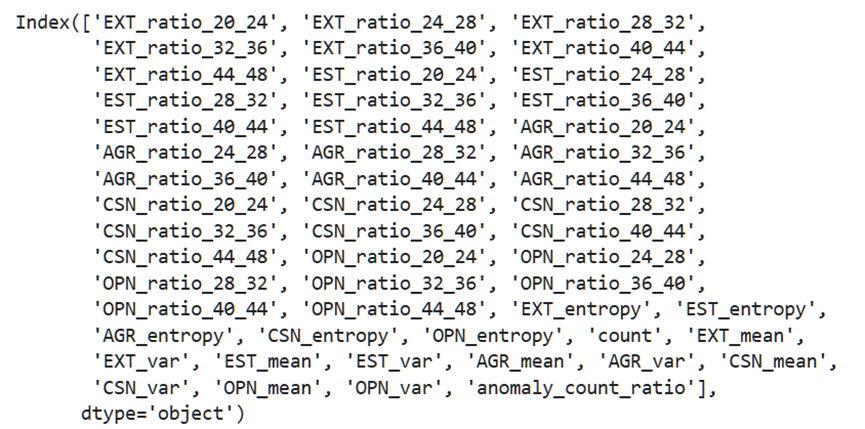 Index(['EXT_ratio_20_24', 'EXT_ratio_24_28', 'EXT_ratio_28_32',
'EXT_ratio_32_36', 'EXT_ratio_36_40', 'EXT_ratio_40_44',
'EXT_ratio_44_48', 'EST_ratio_20_24', 'EST_ratio_24_28',
'EST_ratio_28_32', 'EST_ratio_32_36', 'EST_ratio_36_40',
'EST_ratio_40_44', 'EST_ratio_44_48', 'AGR_ratio_20_24',
'AGR_ratio_24_28', 'AGR_ratio_28_32', 'AGR_ratio_32_36',
'AGR_ratio_36_40', 'AGR_ratio_40_44', 'AGR_ratio_44_48',
'CSN_ratio_20_24', 'CSN_ratio_24_28', 'CSN_ratio_28_32',
'CSN_ratio_32_36', 'CSN_ratio_36_40', 'CSN_ratio_40_44',
'CSN_ratio_44_48', 'OPN_ratio_20_24', 'OPN_ratio_24_28',
'OPN_ratio_28_32', 'OPN_ratio_32_36', 'OPN_ratio_36_40',
'OPN_ratio_40_44', 'OPN_ratio_44_48', 'EXT_entropy', 'EST_entropy',
'AGR_entropy', 'CSN_entropy', 'OPN_entropy', 'count', 'EXT_mean',
'EXT_var', 'EST_mean', 'EST_var', 'AGR_mean', 'AGR_var', 'CSN_mean',
'CSN_var', 'OPN_mean', 'OPN_var', 'anomaly_count_ratio'],
dtype='object')